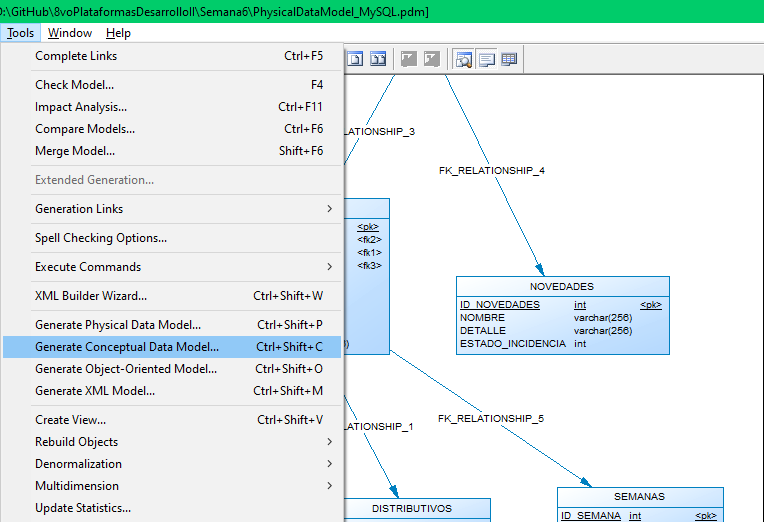 D:\GitHub\8voPlataformasDesarrolloII\Semana6\PhysicalDataModel_MySQL.pdm]
Tools Window Help
Complete Links Ctrl+F5
Check Model... F4
Impact Analysis... Ctrl+F11
Compare Models... Ctrl+F6
Merge Model... Shift+F6
Extended Generation...
Generation Links
Spell Checking Options...
Execute Commands
XML Builder Wizard... Ctrl+Shift+W
Generate Physical Data Model... Ctrl+Shift+P
Generate Conceptual Data Model... Ctrl+Shift+C
Generate Object-Oriented Model... Ctrl+Shift+O
Generate XML Model... Ctrl+Shift+M
Create View... Ctrl+Shift+V
Rebuild Objects
Denormalization
Multidimension
Update Statistics...
LATIONSHIP_3
FK_RELATIONSHIP_4
<pk>
<fk2>
<fk1>
<fk3>
)
NOVEDADES
ID_NOVEDADES int <pk>
NOMBRE varchar(256)
DETALLE varchar(256)
ESTADO_INCIDENCIA int
LATIONSHIP_1
FK_RELATIONSHIP_5
DISTRIBUTIVOS
SEMANAS
ID_SEMANA int <pk>